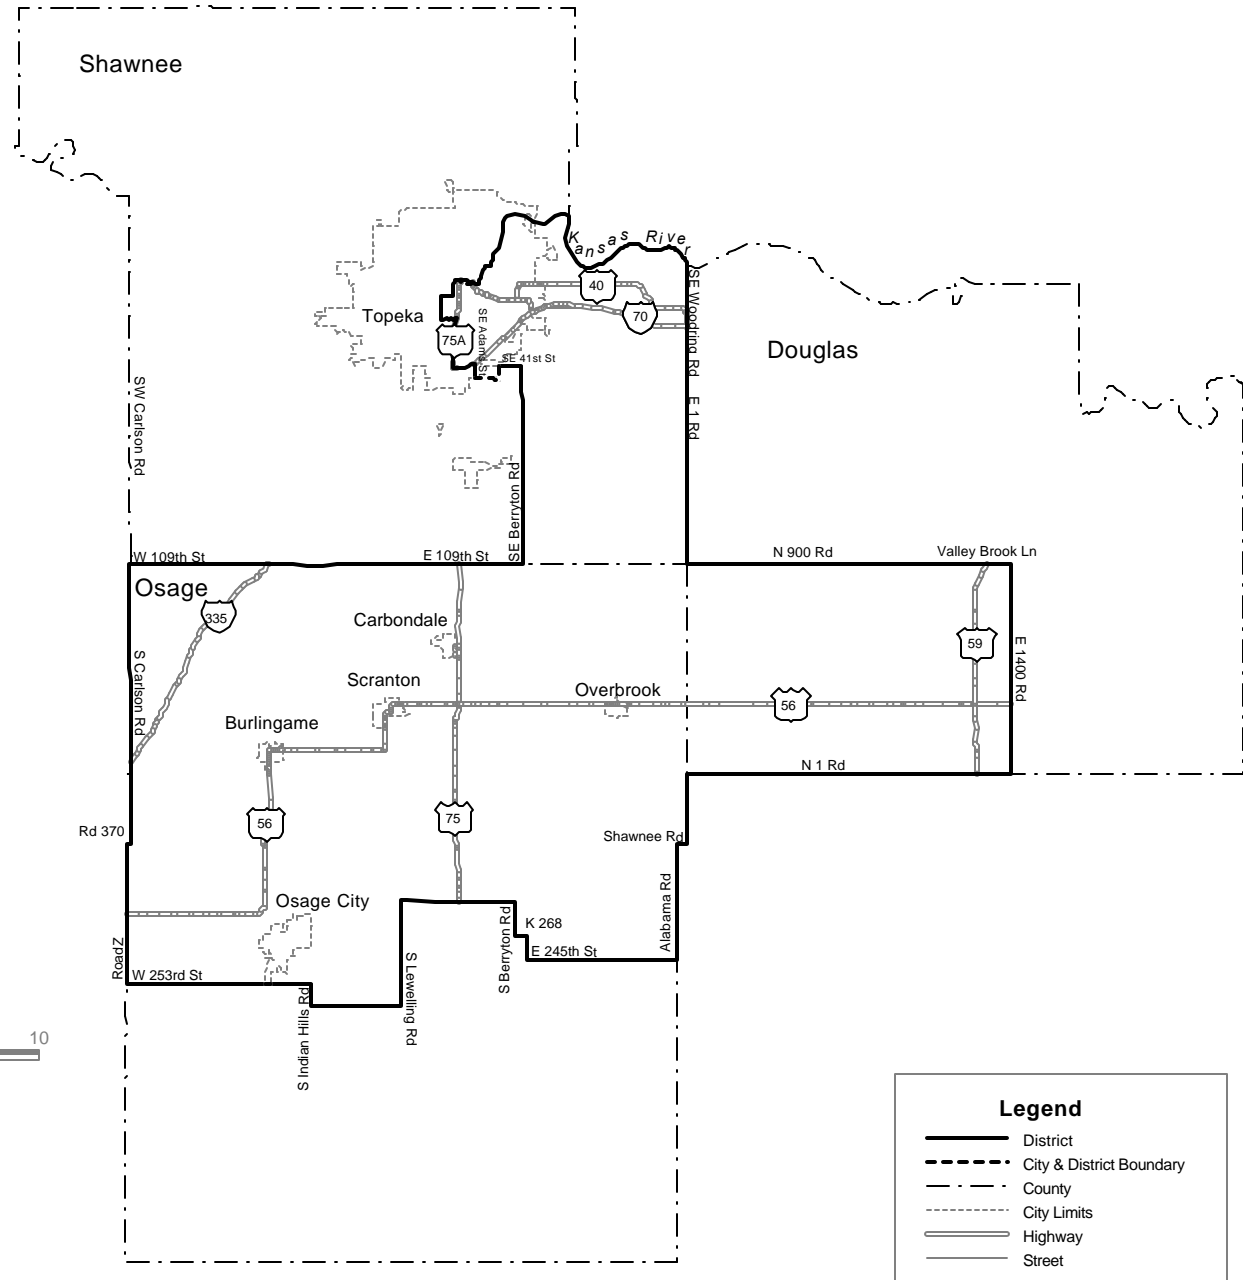 Shawnee
Kansas River
40
SE Woodring Rd
70
Topeka
SE Adams St
75A
SE 41st St
Douglas
SW Carlson Rd
E 1 Rd
SE Berryton Rd
W 109th St
E 109th St
N 900 Rd
Valley Brook Ln
Osage
335
Carbondale
59
E 1400 Rd
S Carlson Rd
Scranton
Overbrook
56
Burlingame
N 1 Rd
56
75
Rd 370
Shawnee Rd
Osage City
Alabama Rd
S Berryton Rd
K 268
E 245th St
Road Z
W 253rd St
S Lewelling Rd
S Indian Hills Rd
10
Legend
District
City & District Boundary
County
City Limits
Highway
Street